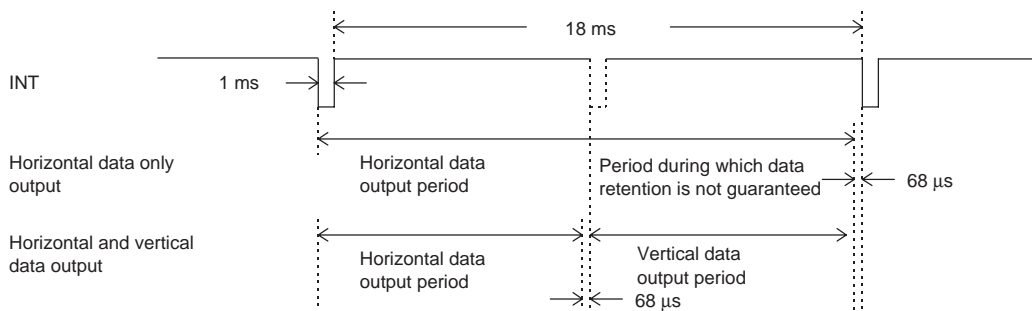 18 ms
INT
1 ms
Horizontal data only
output
Horizontal data
output period
Period during which data
retention is not guaranteed
68 μs
Horizontal and vertical
data output
Horizontal data
output period
Vertical data
output period
68 μs